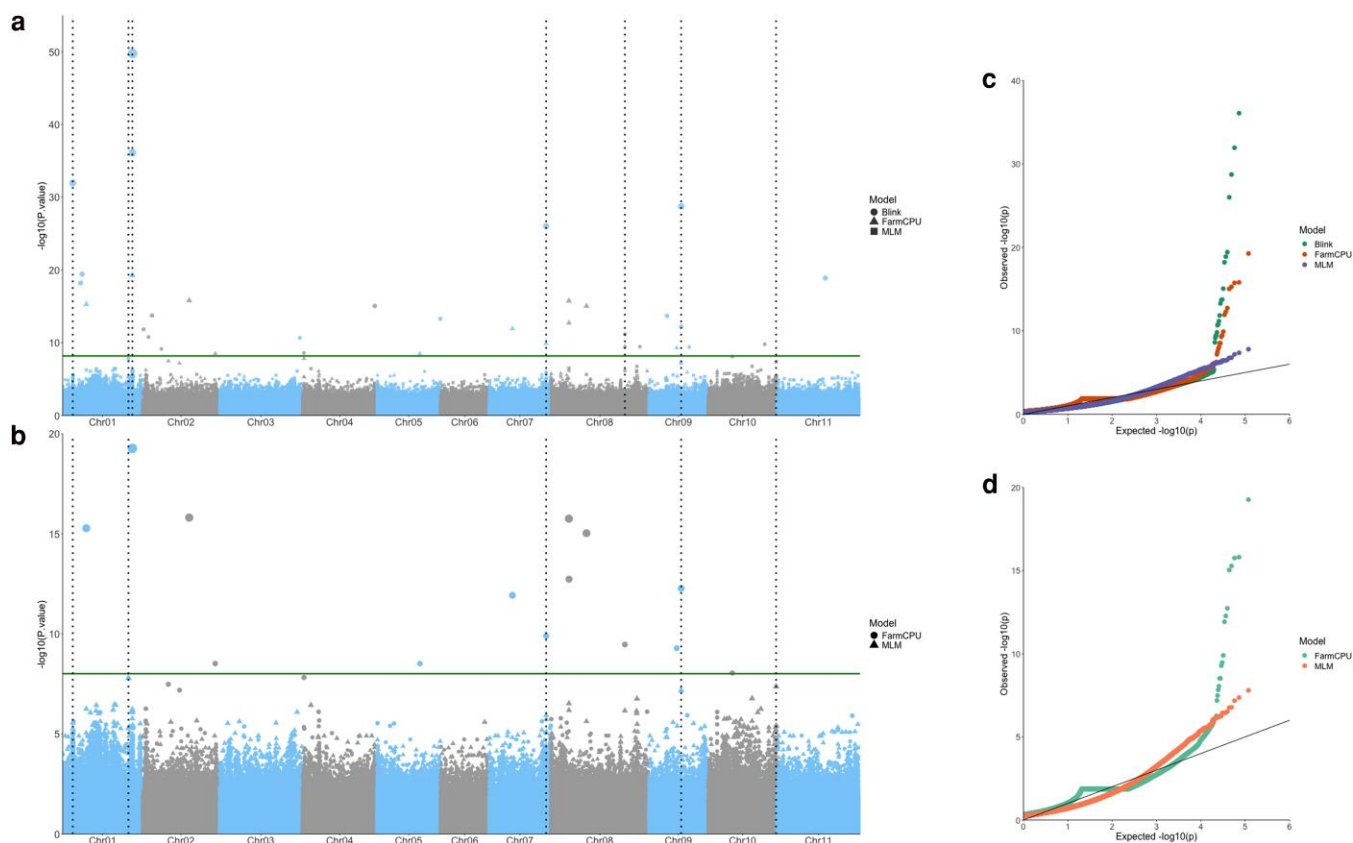 a
-log10(P.value)
50
40
30
20
10
0
Chr01 Chr02 Chr03 Chr04 Chr05 Chr06 Chr07 Chr08 Chr09 Chr10 Chr11
Model
Blink
FarmCPU
MLM
b
-log10(P.value)
20
15
10
5
0
Chr01 Chr02 Chr03 Chr04 Chr05 Chr06 Chr07 Chr08 Chr09 Chr10 Chr11
Model
FarmCPU
MLM
c
Observed -log10(p)
40
30
20
10
0
0 1 2 3 4 5 6
Expected -log10(p)
Model
Blink
FarmCPU
MLM
d
Observed -log10(p)
20
15
10
5
0
0 1 2 3 4 5 6
Expected -log10(p)
Model
FarmCPU
MLM